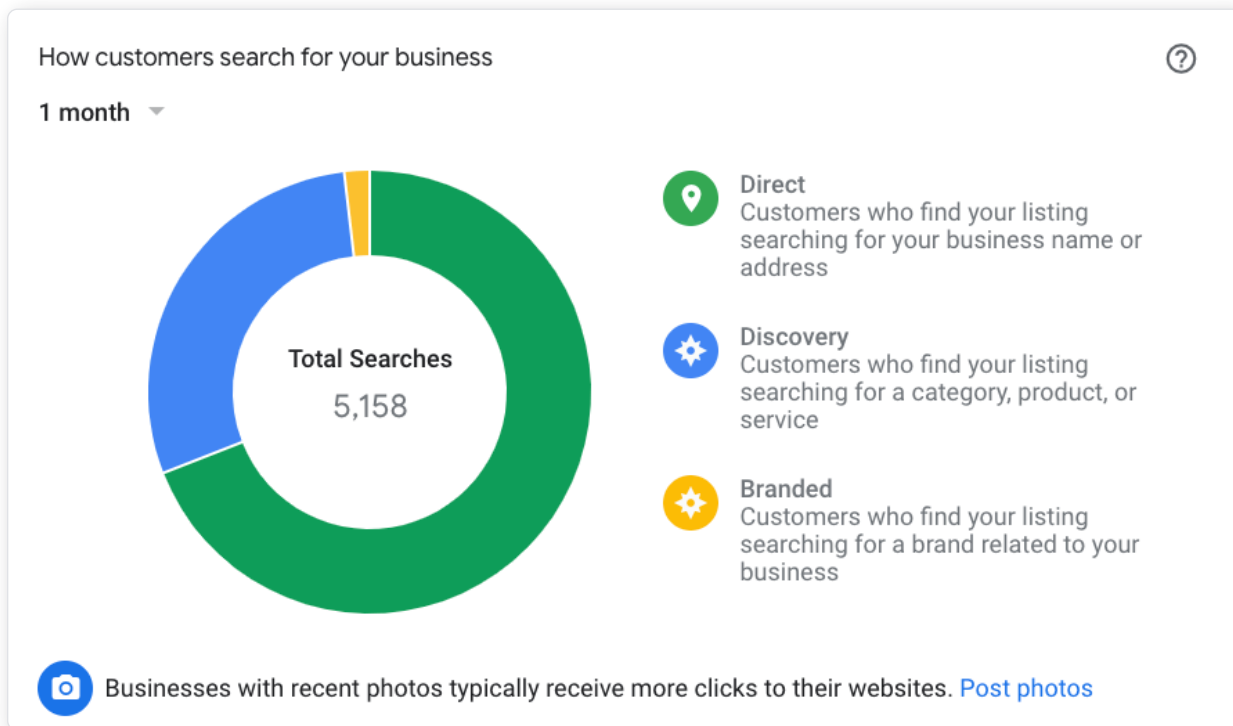 How customers search for your business
1 month
Total Searches
5,158
Direct
Customers who find your listing
searching for your business name or
address
Discovery
Customers who find your listing
searching for a category, product, or
service
Branded
Customers who find your listing
searching for a brand related to your
business
Businesses with recent photos typically receive more clicks to their websites. Post photos